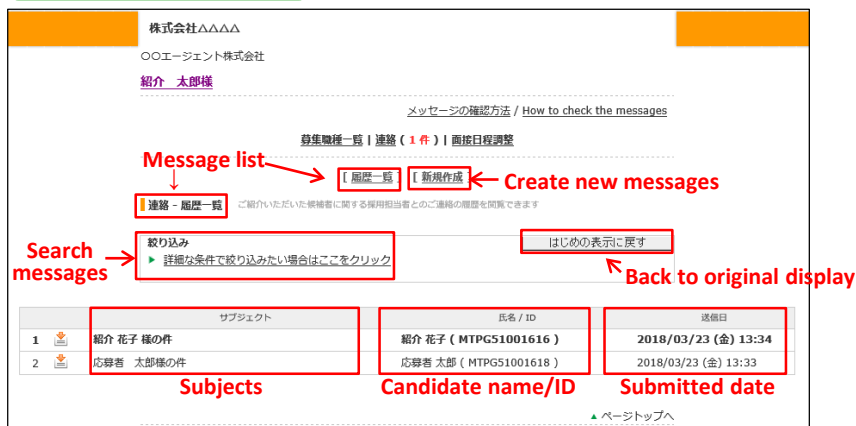 株式会社△△△△
○○エージェント株式会社
紹介　太郎様
メッセージの確認方法 / How to check the messages
募集職種一覧 | 連絡 ( 1 件 ) | 面接日程調整
Message list
[ 履歴一覧 ] [ 新規作成 ]
Create new messages
↓
連絡 - 履歴一覧 ご紹介いただいた候補者に関する採用担当者とのご連絡の履歴を閲覧できます
Search messages
絞り込み
はじめの表示に戻す
▶ 詳細な条件で絞り込みたい場合はここをクリック
Back to original display
サブジェクト 氏名 / ID 送信日
1 紹介 花子 様の件 紹介 花子 ( MTPG51001616 ) 2018/03/23 (金) 13:34
2 応募者　太郎様の件 応募者 太郎 ( MTPG51001618 ) 2018/03/23 (金) 13:33
Subjects Candidate name/ID Submitted date
▲ ページトップへ